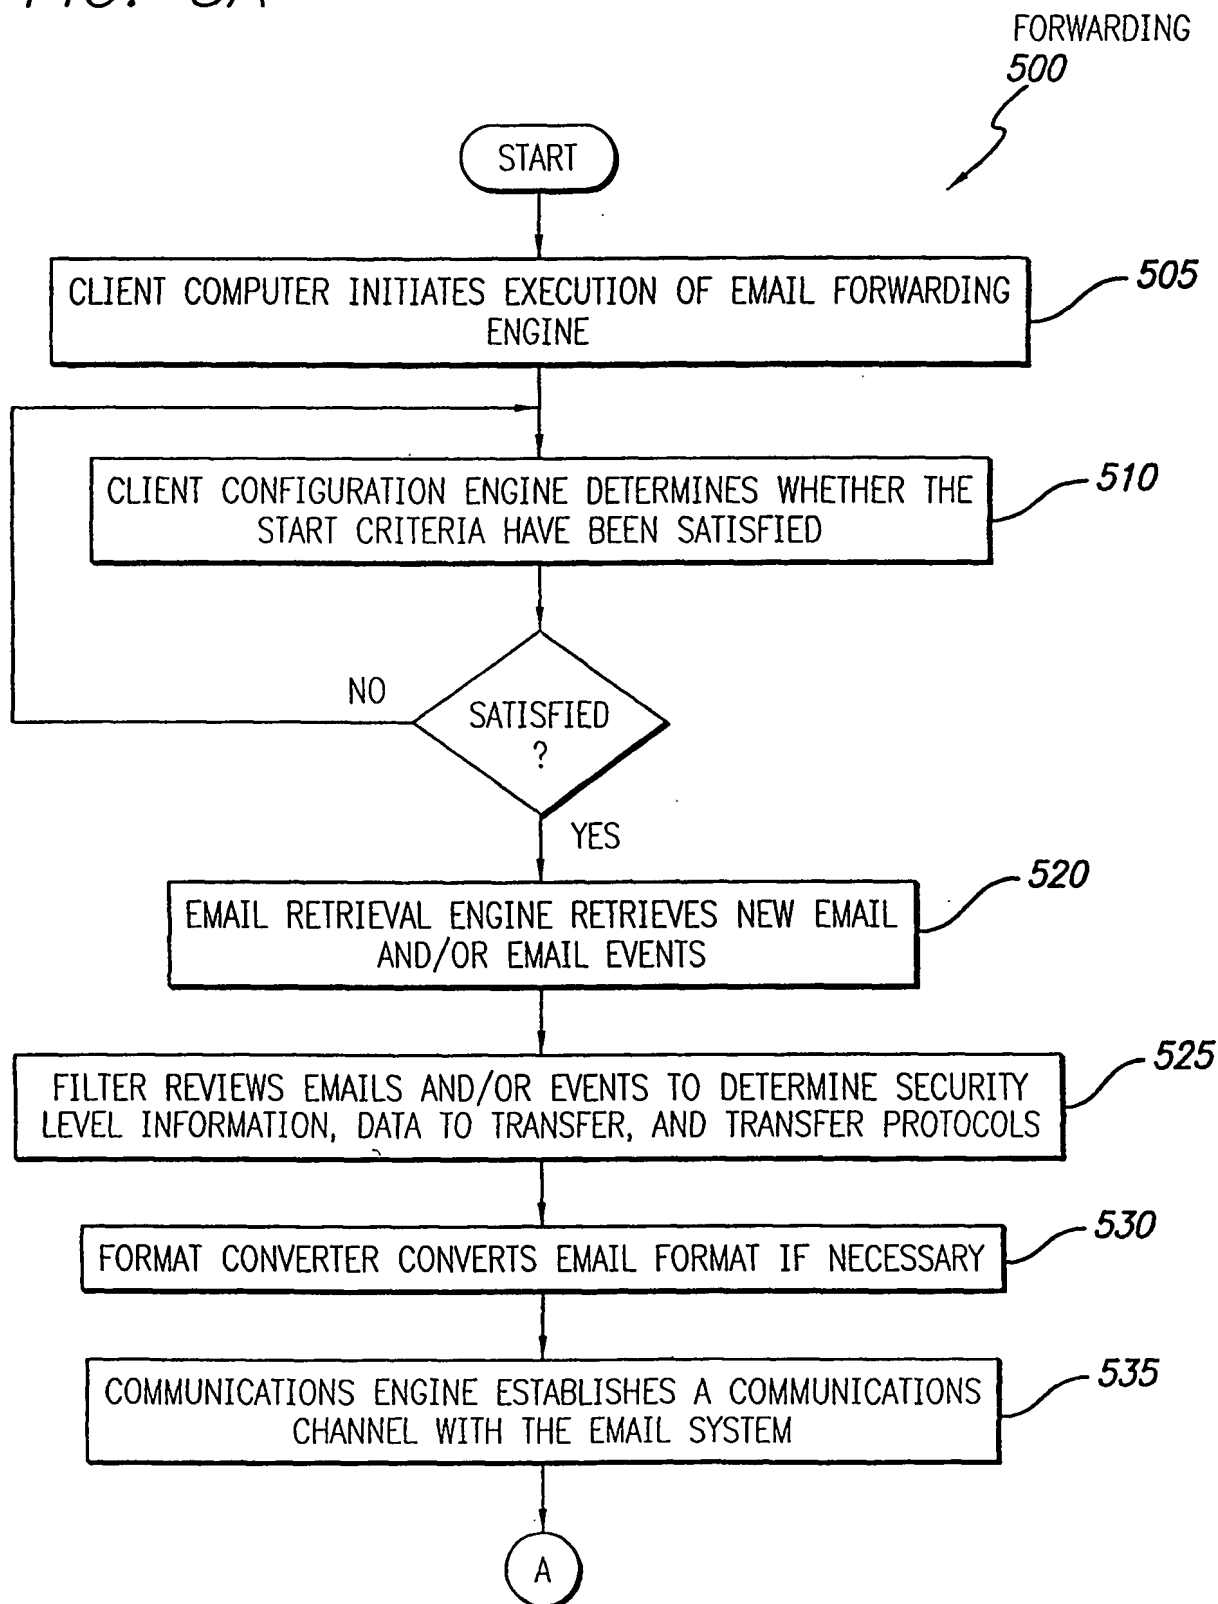 FORWARDING
500
START
CLIENT COMPUTER INITIATES EXECUTION OF EMAIL FORWARDING
ENGINE
505
CLIENT CONFIGURATION ENGINE DETERMINES WHETHER THE
START CRITERIA HAVE BEEN SATISFIED
510
NO
SATISFIED
?
YES
EMAIL RETRIEVAL ENGINE RETRIEVES NEW EMAIL
AND/OR EMAIL EVENTS
520
FILTER REVIEWS EMAILS AND/OR EVENTS TO DETERMINE SECURITY
LEVEL INFORMATION, DATA TO TRANSFER, AND TRANSFER PROTOCOLS
525
FORMAT CONVERTER CONVERTS EMAIL FORMAT IF NECESSARY
530
COMMUNICATIONS ENGINE ESTABLISHES A COMMUNICATIONS
CHANNEL WITH THE EMAIL SYSTEM
535
A